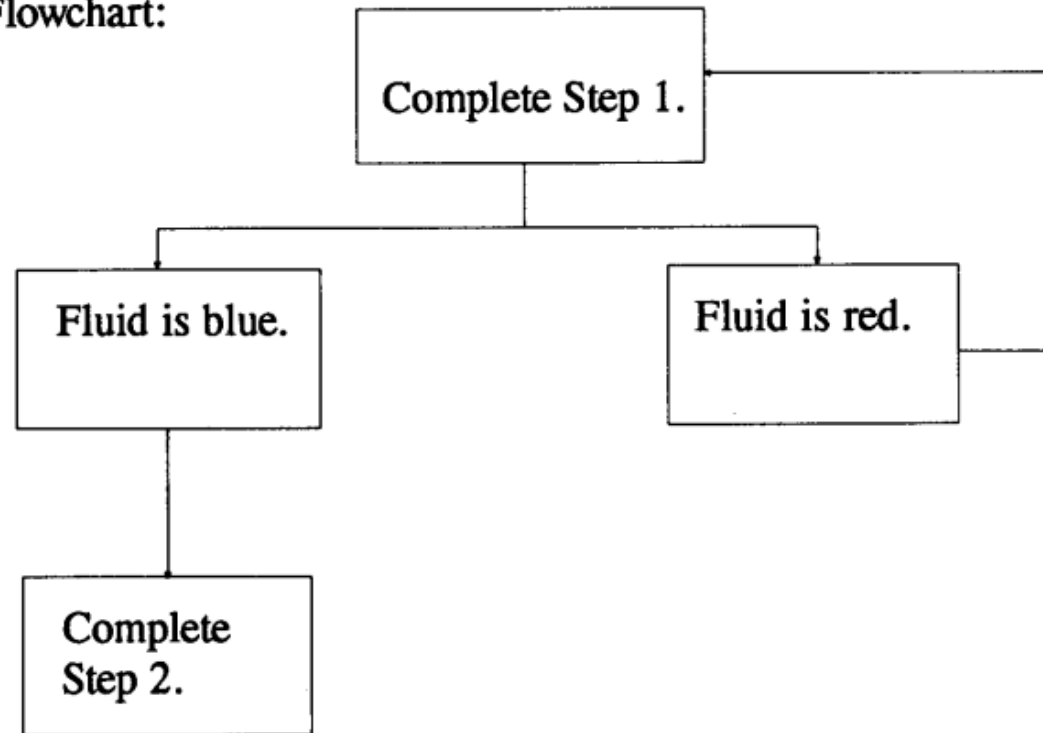 Flowchart:
Complete Step 1.
Fluid is blue.
Fluid is red.
Complete
Step 2.